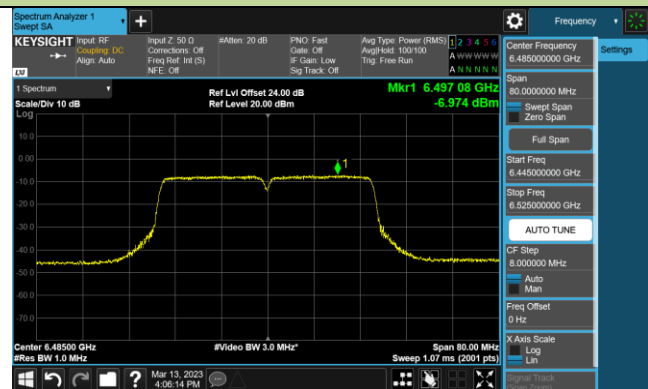 Spectrum Analyzer 1
Swept SA
Frequency
KEYSIGHT
Input: RF
Coupling: DC
Align: Auto
Input Z: 50 Ω
Corrections: Off
Freq Ref: Int (S)
NFE: Off
#Atten: 20 dB
PNO: Fast
Gate: Off
IF Gain: Low
Sig Track: Off
Avg Type: Power (RMS)
Avg|Hold: 100/100
Trig: Free Run
1 2 3 4 5 6
A W W W W W
A N N N N N
LXI
1 Spectrum
Scale/Div 10 dB
Log
Ref Lvl Offset 24.00 dB
Ref Level 20.00 dBm
Mkr1 6.497 08 GHz
-6.974 dBm
10.0
0.00
-10.0
-20.0
-30.0
-40.0
-50.0
-60.0
-70.0
1
Center 6.48500 GHz
#Res BW 1.0 MHz
#Video BW 3.0 MHz*
Span 80.00 MHz
Sweep 1.07 ms (2001 pts)
Center Frequency
6.485000000 GHz
Settings
Span
80.0000000 MHz
Swept Span
Zero Span
Full Span
Start Freq
6.445000000 GHz
Stop Freq
6.525000000 GHz
AUTO TUNE
CF Step
8.000000 MHz
Auto
Man
Freq Offset
0 Hz
X Axis Scale
Log
Lin
Signal Track
(Span Zoom)
Mar 13, 2023
4:06:14 PM